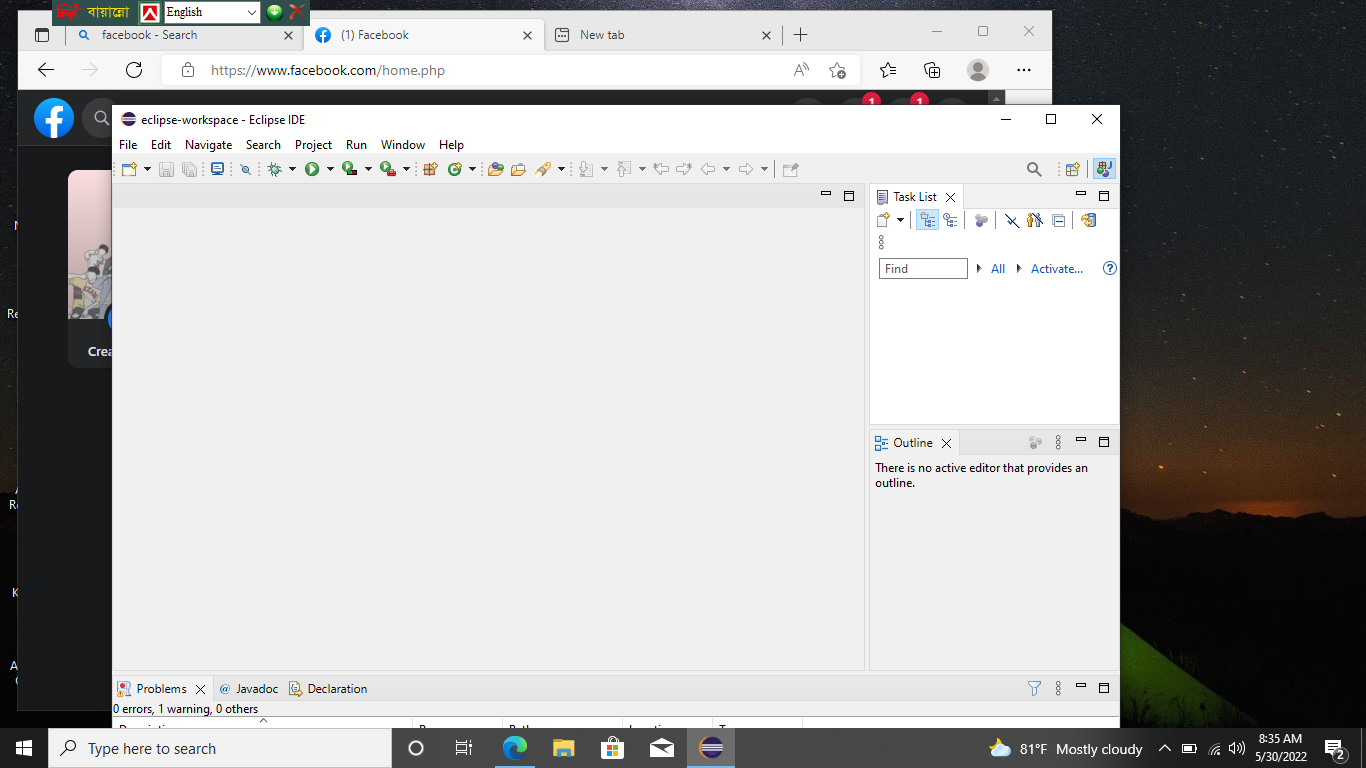 বায়ান্নো
English
facebook - Search
(1) Facebook
New tab
https://www.facebook.com/home.php
1
1
eclipse-workspace - Eclipse IDE
File Edit Navigate Search Project Run Window Help
Task List
Find
All
Activate...
Outline
There is no active editor that provides an
outline.
Crea
Problems
Javadoc
Declaration
0 errors, 1 warning, 0 others
Type here to search
81°F Mostly cloudy
8:35 AM
5/30/2022
2